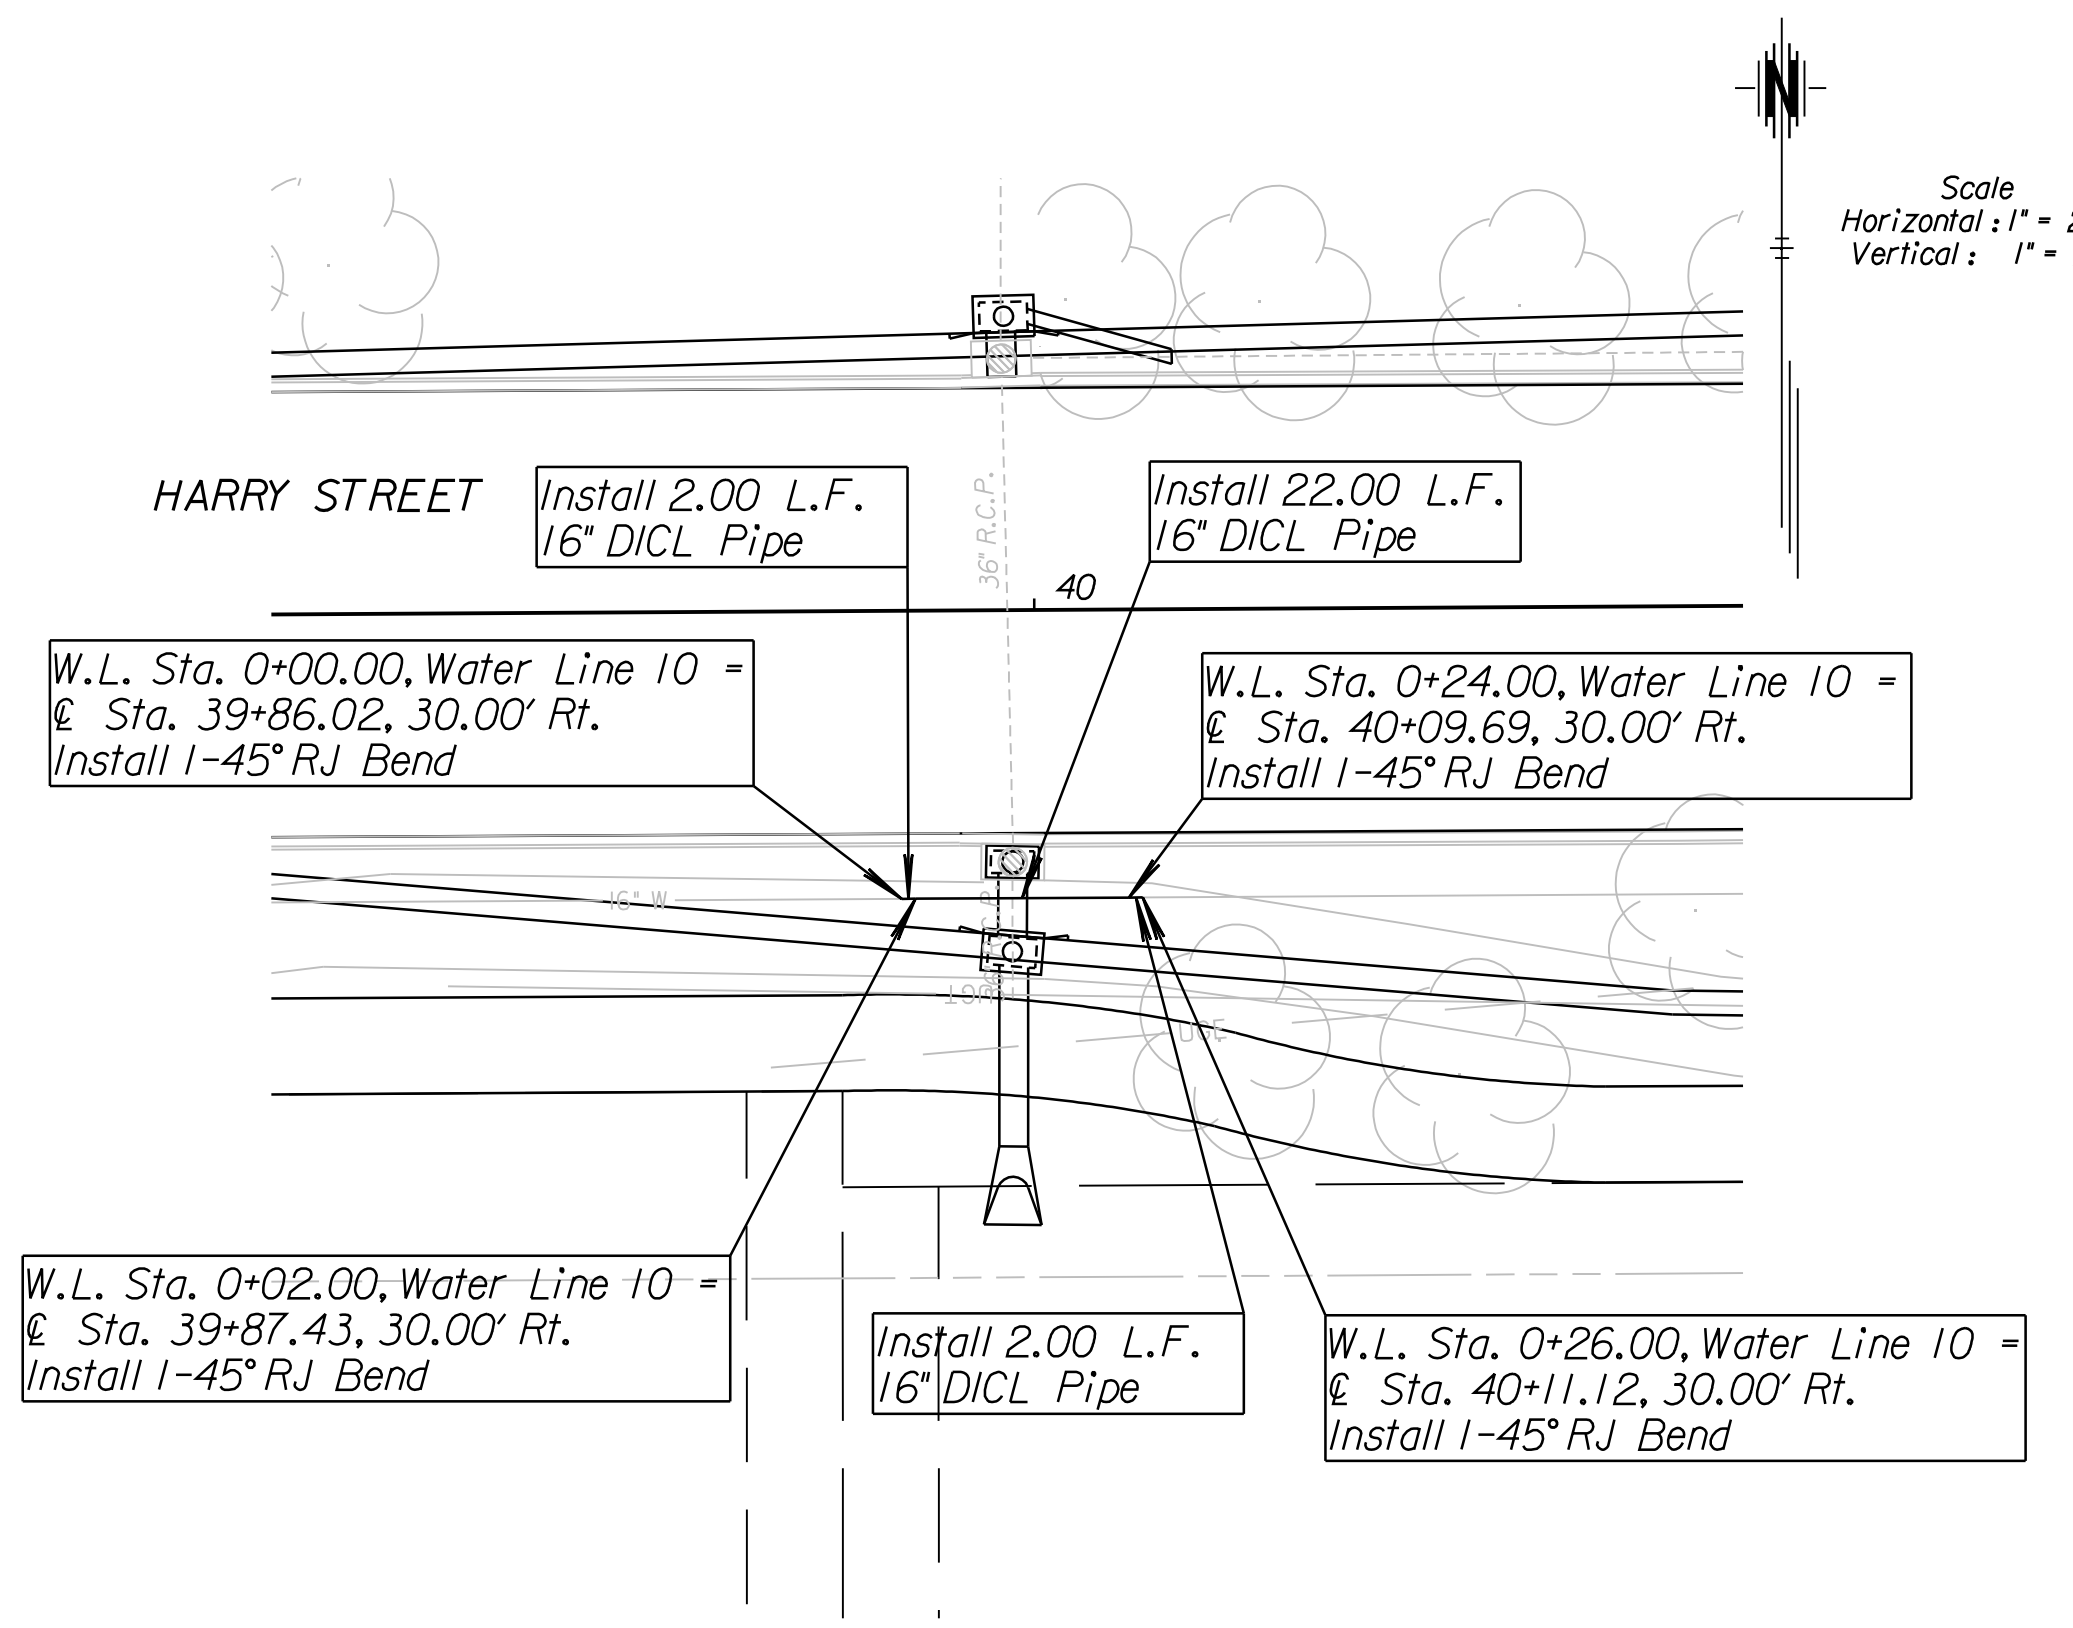 N
Scale
Horizontal : 1" = 2
Vertical : 1" =
HARRY STREET
Install 2.00 L.F.
16" DICL Pipe
36" R.C.P.
Install 22.00 L.F.
16" DICL Pipe
40
W.L. Sta. 0+00.00, Water Line 10 =
℄ Sta. 39+86.02, 30.00' Rt.
Install 1-45° RJ Bend
W.L. Sta. 0+24.00, Water Line 10 =
℄ Sta. 40+09.69, 30.00' Rt.
Install 1-45° RJ Bend
16" W
UGE
W.L. Sta. 0+02.00, Water Line 10 =
℄ Sta. 39+87.43, 30.00' Rt.
Install 1-45° RJ Bend
Install 2.00 L.F.
16" DICL Pipe
W.L. Sta. 0+26.00, Water Line 10 =
℄ Sta. 40+11.12, 30.00' Rt.
Install 1-45° RJ Bend